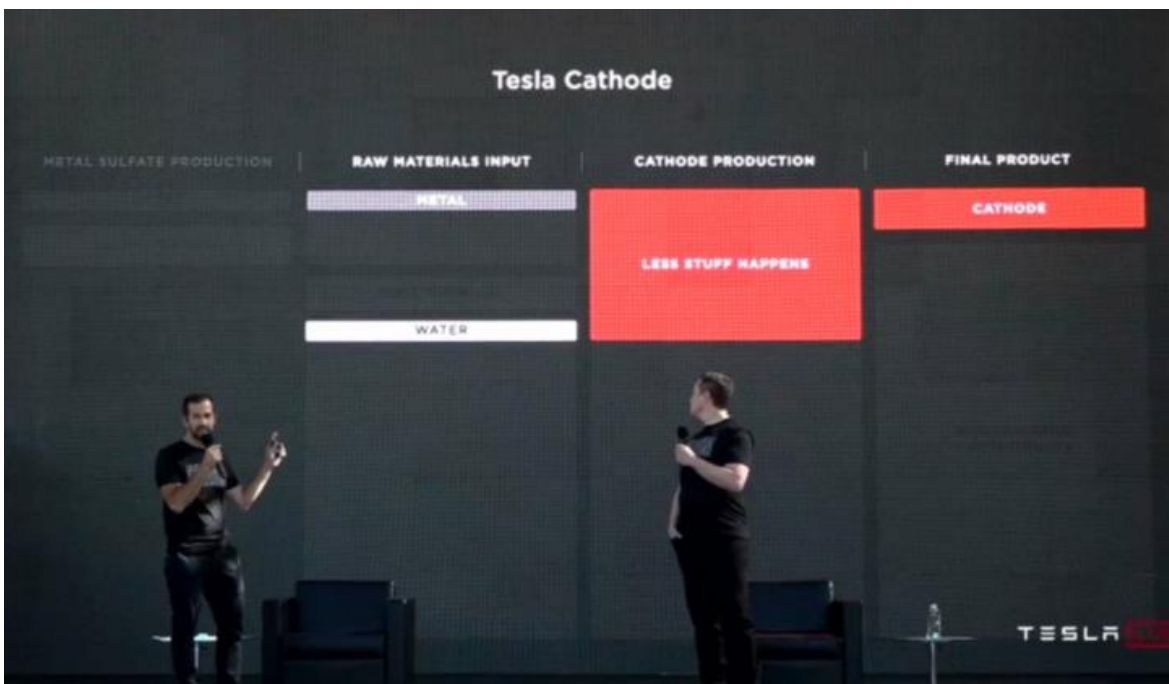 Tesla Cathode
METAL SULFATE PRODUCTION
RAW MATERIALS INPUT
CATHODE PRODUCTION
FINAL PRODUCT
METAL
CATHODE
LESS STUFF HAPPENS
WATER
TESLA